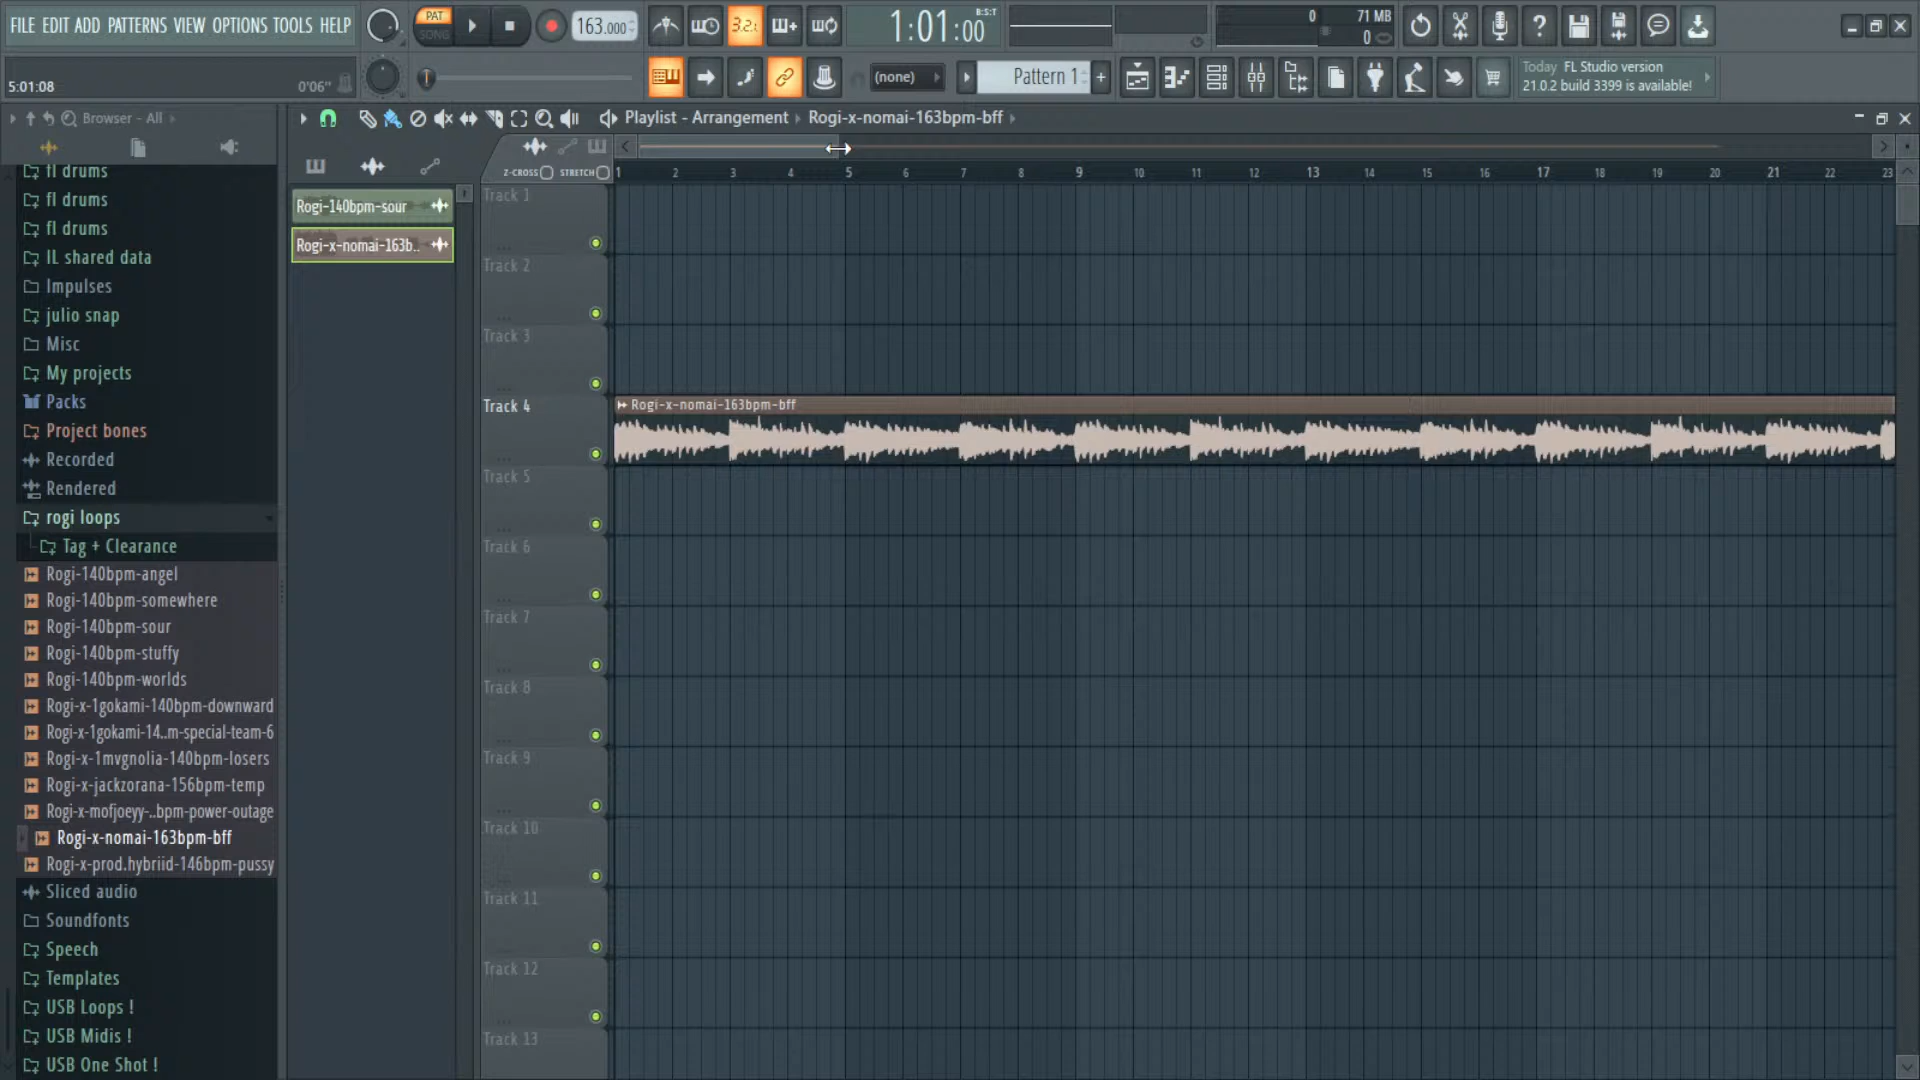 FILE EDIT ADD PATTERNS VIEW OPTIONS TOOLS HELP
PAT
SONG
163.000
3.2.
1:01:00
B:S:T
0
71 MB
0
5:01:08
0'06"
(none)
Pattern 1
Today FL Studio version
21.0.2 build 3399 is available!
Browser - All
Playlist - Arrangement
Rogi-x-nomai-163bpm-bff
Z-CROSS
STRETCH
1 2 3 4 5 6 7 8 9 10 11 12 13 14 15 16 17 18 19 20 21 22 23
fl drums
fl drums
fl drums
IL shared data
Impulses
julio snap
Misc
My projects
Packs
Project bones
Recorded
Rendered
rogi loops
Tag + Clearance
Rogi-140bpm-angel
Rogi-140bpm-somewhere
Rogi-140bpm-sour
Rogi-140bpm-stuffy
Rogi-140bpm-worlds
Rogi-x-1gokami-140bpm-downward
Rogi-x-1gokami-14..m-special-team-6
Rogi-x-1mvgnolia-140bpm-losers
Rogi-x-jackzorana-156bpm-temp
Rogi-x-mofjoeyy-..bpm-power-outage
Rogi-x-nomai-163bpm-bff
Rogi-x-prod.hybriid-146bpm-pussy
Sliced audio
Soundfonts
Speech
Templates
USB Loops !
USB Midis !
USB One Shot !
Rogi-140bpm-sour
Rogi-x-nomai-163b..
Track 1
Track 2
Track 3
Track 4
Rogi-x-nomai-163bpm-bff
Track 5
Track 6
Track 7
Track 8
Track 9
Track 10
Track 11
Track 12
Track 13